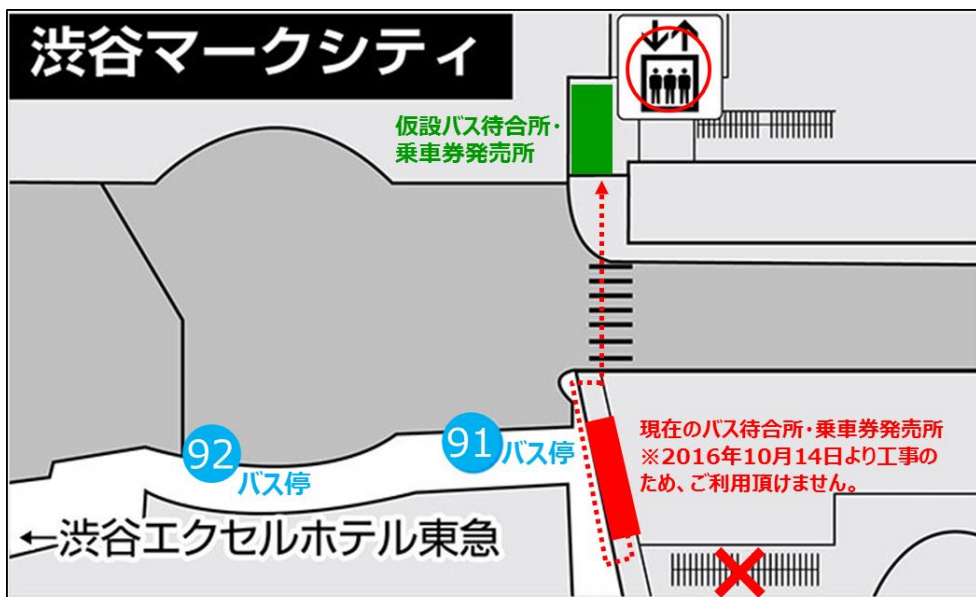 渋谷マークシティ
仮設バス待合所・
乗車券発売所
現在のバス待合所・乗車券発売所
※2016年10月14日より工事の
ため、ご利用頂けません。
91
バス停
92
バス停
←渋谷エクセルホテル東急